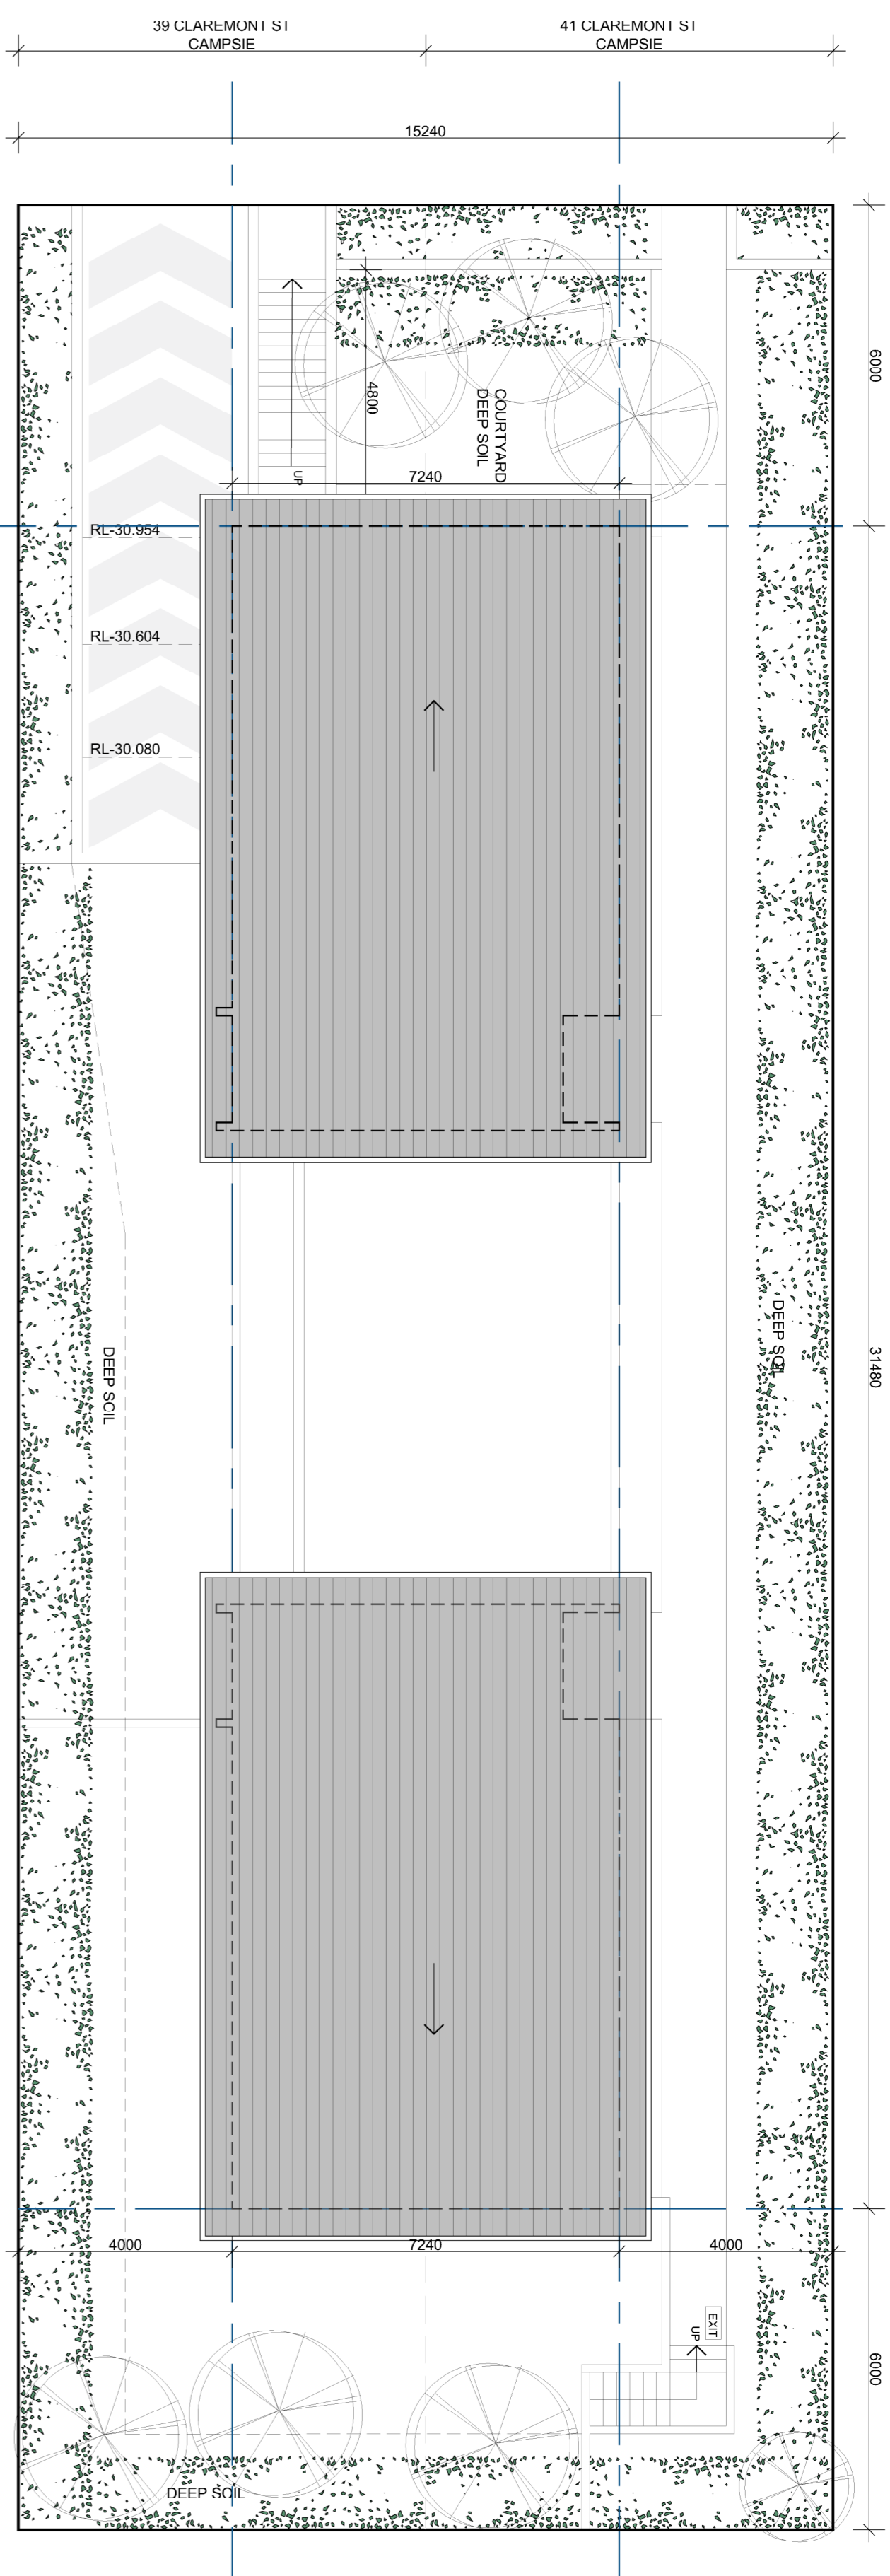 39 CLAREMONT ST
CAMPSIE
41 CLAREMONT ST
CAMPSIE
15240
6000
4800
COURTYARD
DEEP SOIL
UP
7240
RL-30.954
RL-30.604
RL-30.080
DEEP SOIL
31480
DEEP SOIL
4000
7240
4000
EXIT
UP
6000
DEEP SOIL